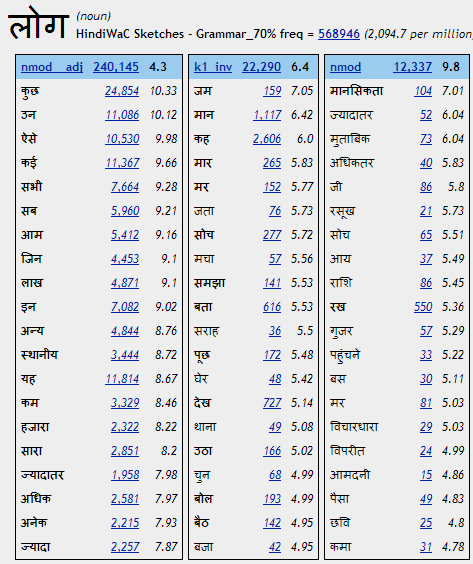 लोग (noun)
HindiWaC Sketches - Grammar_70% freq = 568946 (2,094.7 per million
nmod__adj 240,145 4.3
कुछ 24,854 10.33
उन 11,086 10.12
ऐसे 10,530 9.98
कई 11,367 9.66
सभी 7,664 9.28
सब 5,960 9.21
आम 5,412 9.16
जिन 4,453 9.1
लाख 4,871 9.1
इन 7,082 9.02
अन्य 4,844 8.76
स्थानीय 3,444 8.72
यह 11,814 8.67
कम 3,329 8.46
हजारा 2,322 8.22
सारा 2,851 8.2
ज्यादातर 1,958 7.98
अधिक 2,581 7.97
अनेक 2,215 7.93
ज्यादा 2,257 7.87
k1_inv 22,290 6.4
जम 159 7.05
मान 1,117 6.42
कह 2,606 6.0
मार 265 5.83
मर 152 5.77
जता 76 5.73
सोच 277 5.72
मचा 57 5.56
समझा 141 5.53
बता 616 5.53
सराह 36 5.5
पूछ 172 5.48
घेर 48 5.42
देख 727 5.14
थाना 49 5.08
उठा 166 5.02
चुन 68 4.99
बोल 193 4.99
बैठ 142 4.95
बजा 42 4.95
nmod 12,337 9.8
मानसिकता 104 7.01
ज्यादातर 52 6.04
मुताबिक 73 6.04
अधिकतर 40 5.83
जी 86 5.8
रसूख 21 5.73
सोच 65 5.51
आय 37 5.49
राशि 86 5.45
रख 550 5.36
गुजर 57 5.29
पहुंचने 33 5.22
बस 30 5.11
मर 81 5.03
विचारधारा 29 5.03
विपरीत 24 4.99
आमदनी 15 4.86
पैसा 49 4.83
छवि 25 4.8
कमा 31 4.78